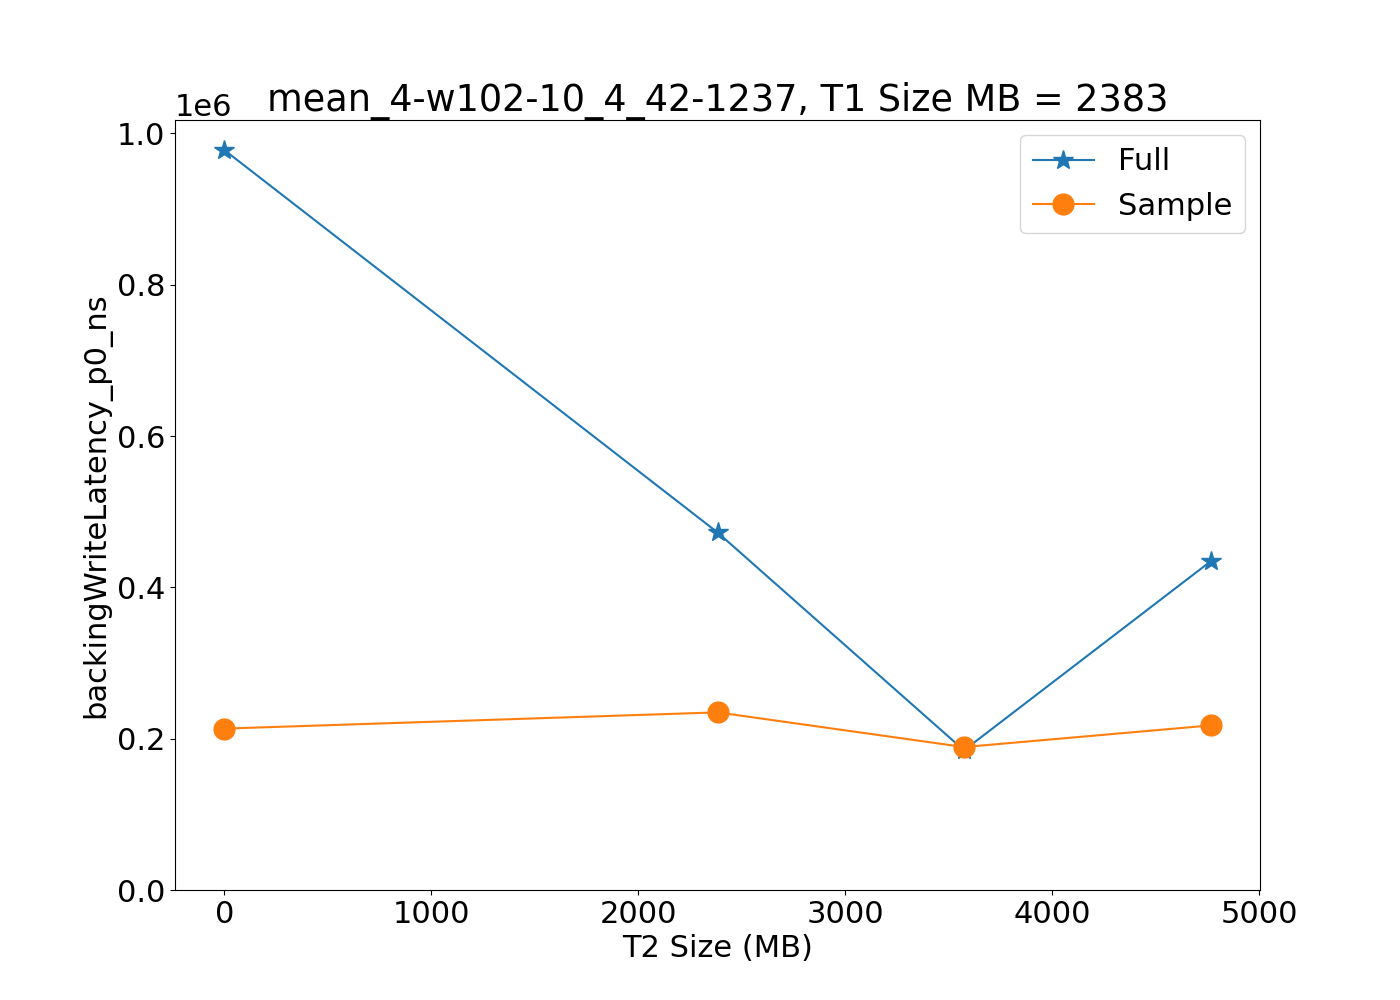 1e6
mean_4-w102-10_4_42-1237, T1 Size MB = 2383
Full
Sample
backingWriteLatency_p0_ns
1.0
0.8
0.6
0.4
0.2
0.0
0 1000 2000 3000 4000 5000
T2 Size (MB)